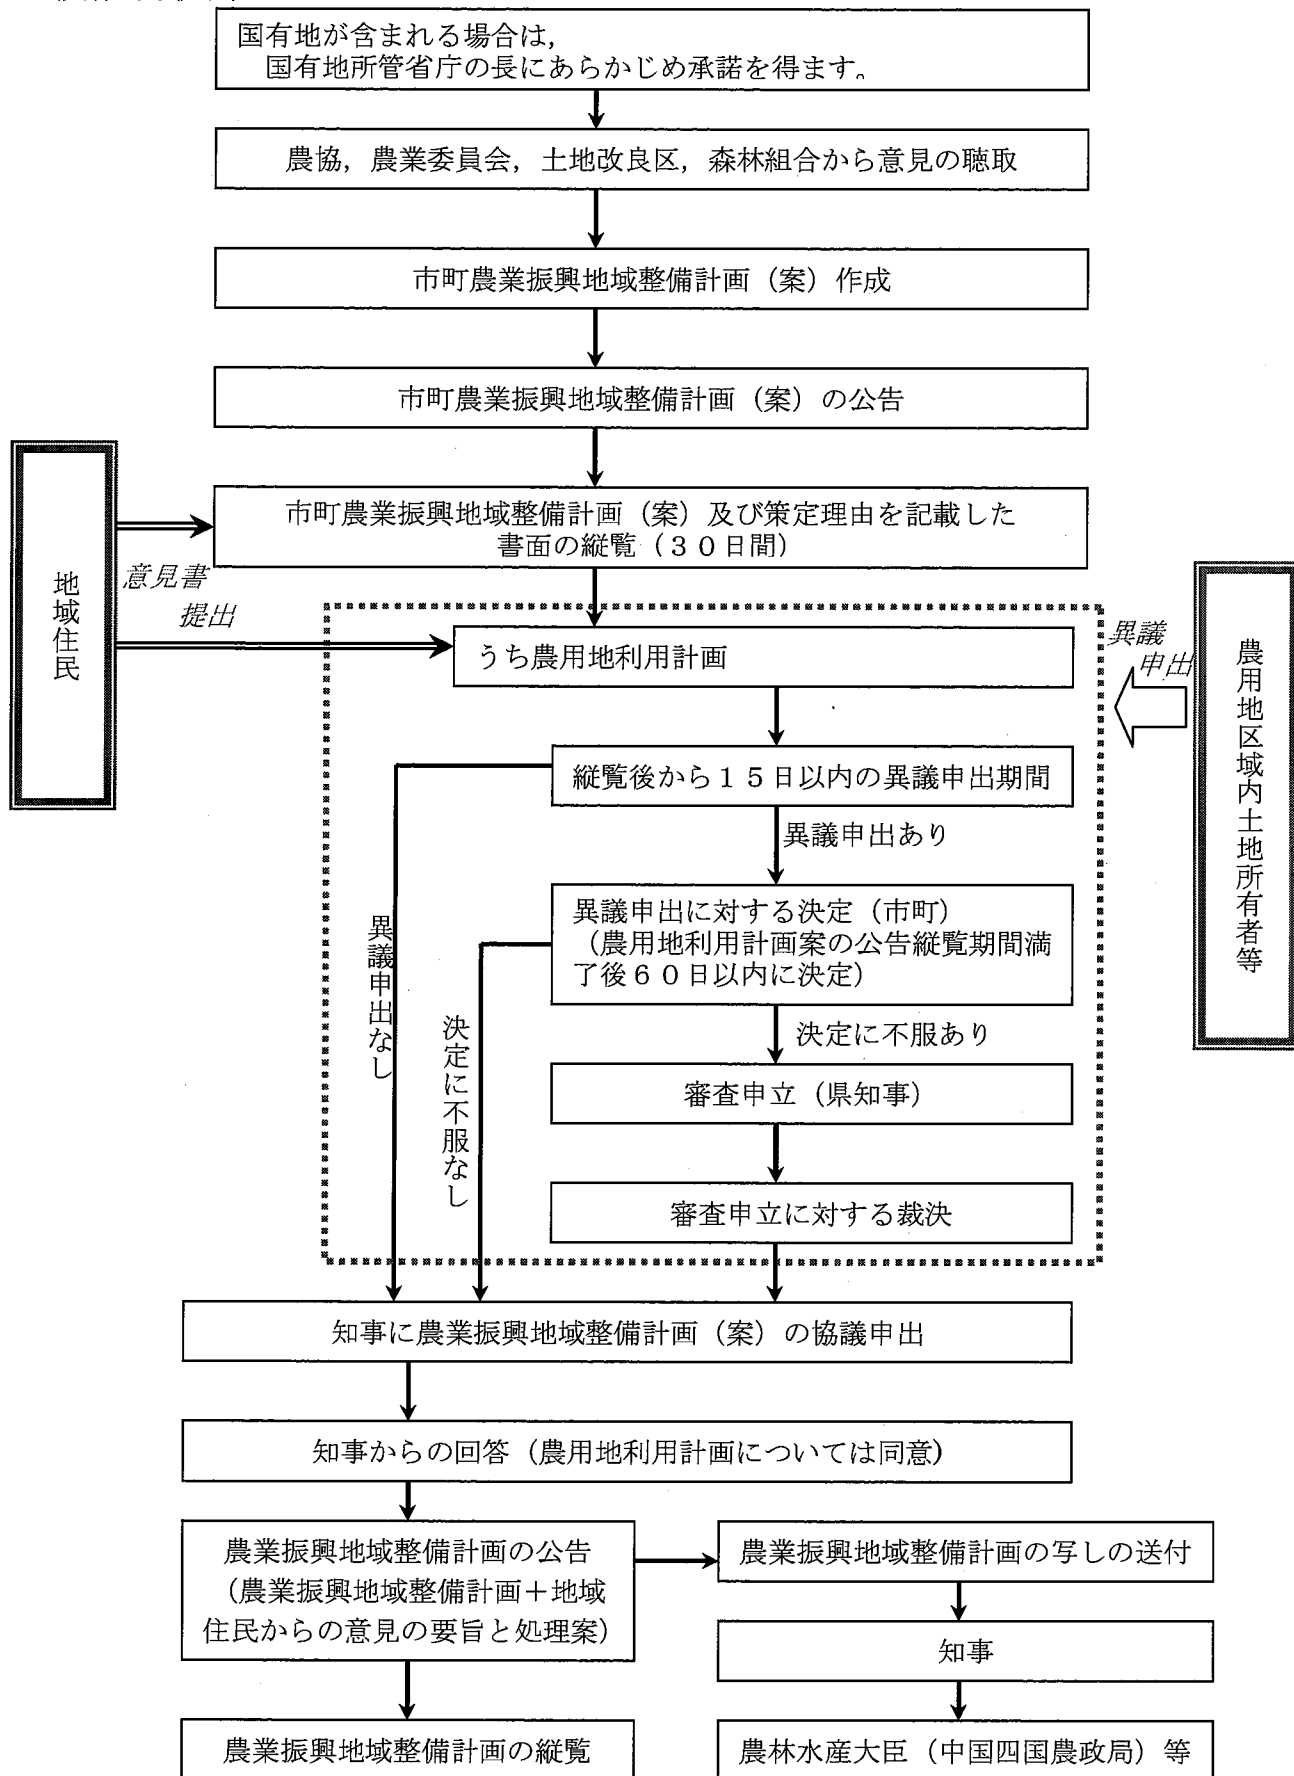 国有地が含まれる場合は，
国有地所管省庁の長にあらかじめ承諾を得ます。
農協，農業委員会，土地改良区，森林組合から意見の聴取
市町農業振興地域整備計画（案）作成
市町農業振興地域整備計画（案）の公告
市町農業振興地域整備計画（案）及び策定理由を記載した
書面の縦覧（３０日間）
地域住民
意見書
提出
うち農用地利用計画
異議
申出
農用地区域内土地所有者等
縦覧後から１５日以内の異議申出期間
異議申出あり
異議申出に対する決定（市町）
（農用地利用計画案の公告縦覧期間満
了後６０日以内に決定）
異議申出なし
決定に不服なし
決定に不服あり
審査申立（県知事）
審査申立に対する裁決
知事に農業振興地域整備計画（案）の協議申出
知事からの回答（農用地利用計画については同意）
農業振興地域整備計画の公告
（農業振興地域整備計画＋地域
住民からの意見の要旨と処理案）
農業振興地域整備計画の写しの送付
知事
農業振興地域整備計画の縦覧
農林水産大臣（中国四国農政局）等